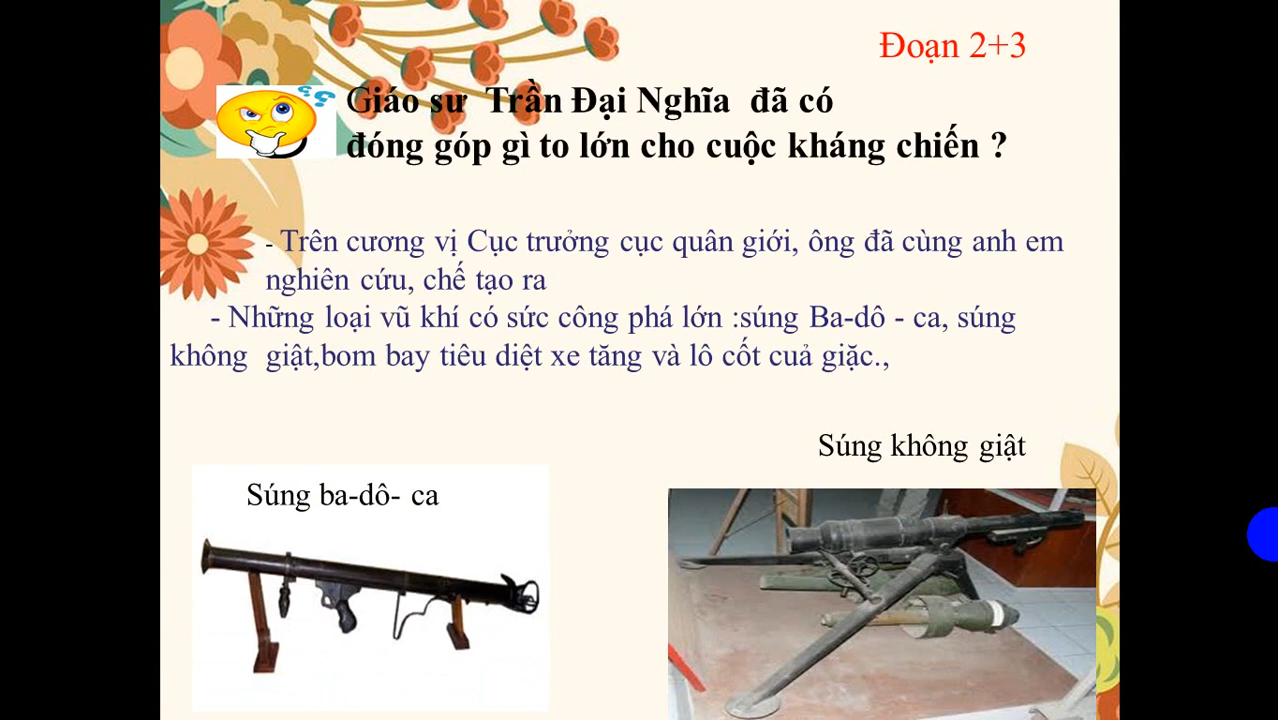 Đoạn 2+3
Giáo sư Trần Đại Nghĩa đã có
đóng góp gì to lớn cho cuộc kháng chiến ?
- Trên cương vị Cục trưởng cục quân giới, ông đã cùng anh em
nghiên cứu, chế tạo ra
- Những loại vũ khí có sức công phá lớn :súng Ba-dô - ca, súng
không giật,bom bay tiêu diệt xe tăng và lô cốt cuả giặc.,
Súng không giật
Súng ba-dô- ca